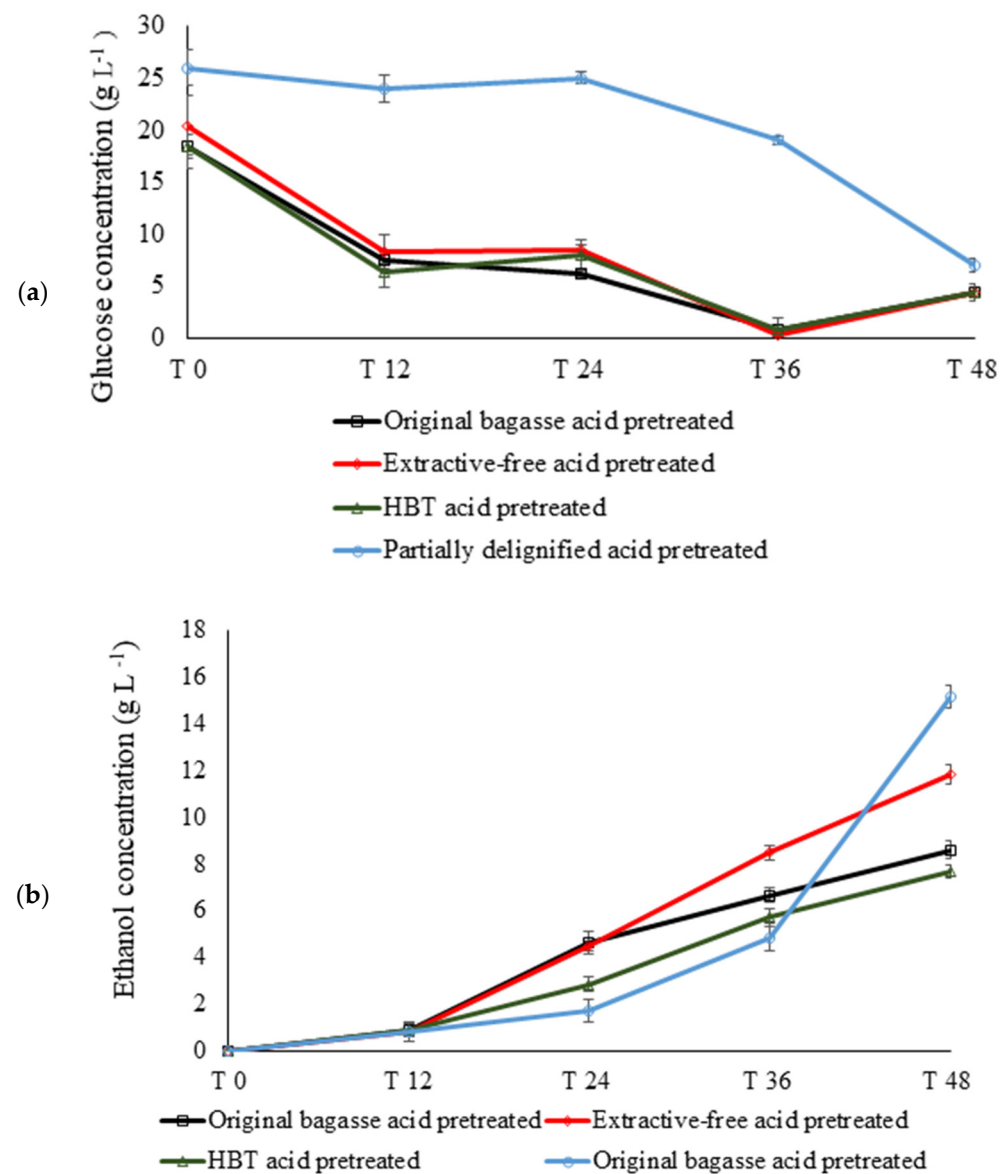 Glucose concentration (g L-1)
30
25
20
15
10
5
0
(a)
T 0 T 12 T 24 T 36 T 48
Original bagasse acid pretreated
Extractive-free acid pretreated
HBT acid pretreated
Partially delignified acid pretreated
Ethanol concentration (g L -1)
18
16
14
12
10
8
6
4
2
0
(b)
T 0 T 12 T 24 T 36 T 48
Original bagasse acid pretreated Extractive-free acid pretreated
HBT acid pretreated Original bagasse acid pretreated